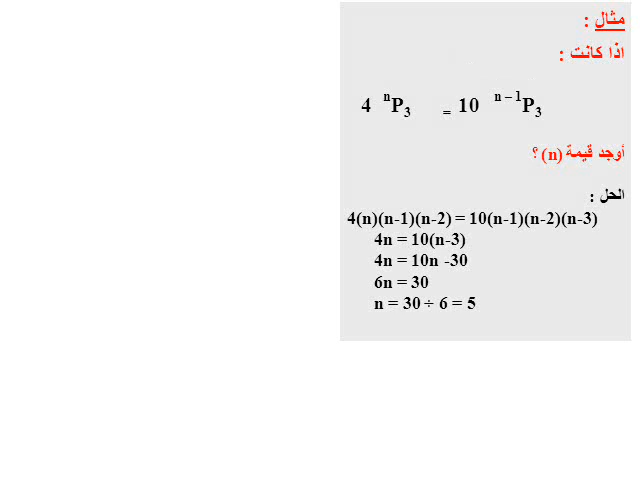 مثال :
اذا كانت :
4 ⁿP₃ = 10 ⁿ⁻¹P₃
أوجد قيمة (n) ؟
الحل :
4(n)(n-1)(n-2) = 10(n-1)(n-2)(n-3)
4n = 10(n-3)
4n = 10n -30
6n = 30
n = 30 ÷ 6 = 5